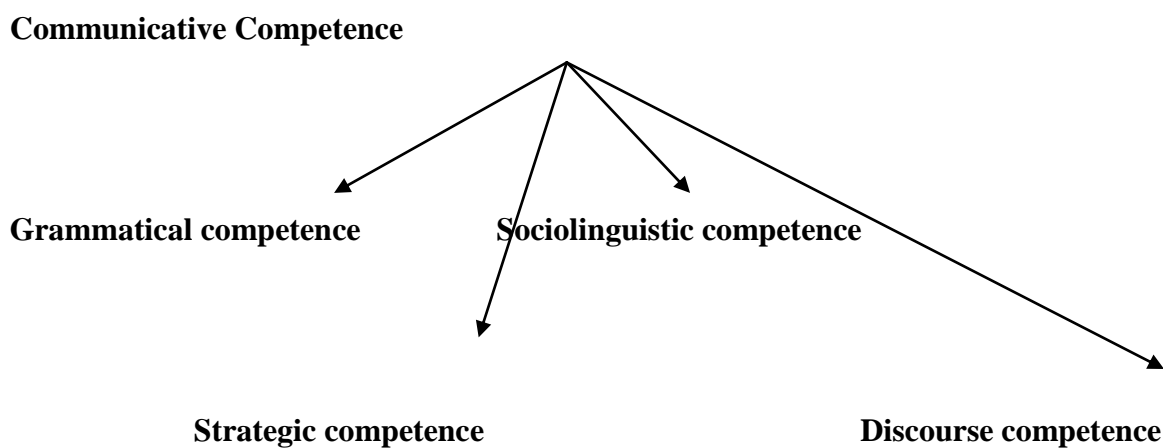 Communicative Competence
Grammatical competence Sociolinguistic competence
Strategic competence Discourse competence